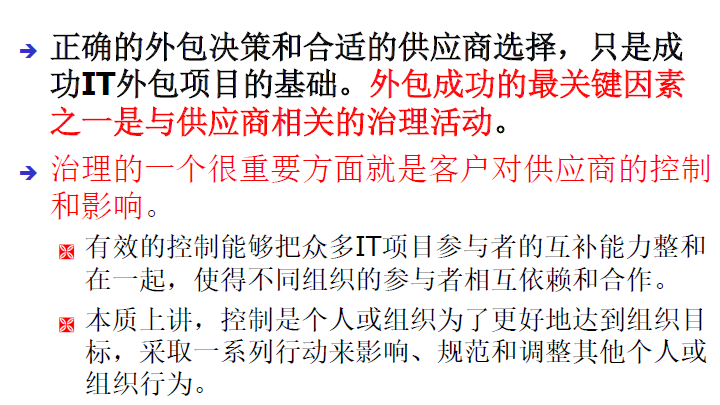 正确的外包决策和合适的供应商选择，只是成
功IT外包项目的基础。外包成功的最关键因素
之一是与供应商相关的治理活动。
治理的一个很重要方面就是客户对供应商的控制
和影响。
有效的控制能够把众多IT项目参与者的互补能力整和
在一起，使得不同组织的参与者相互依赖和合作。
本质上讲，控制是个人或组织为了更好地达到组织目
标，采取一系列行动来影响、规范和调整其他个人或
组织行为。